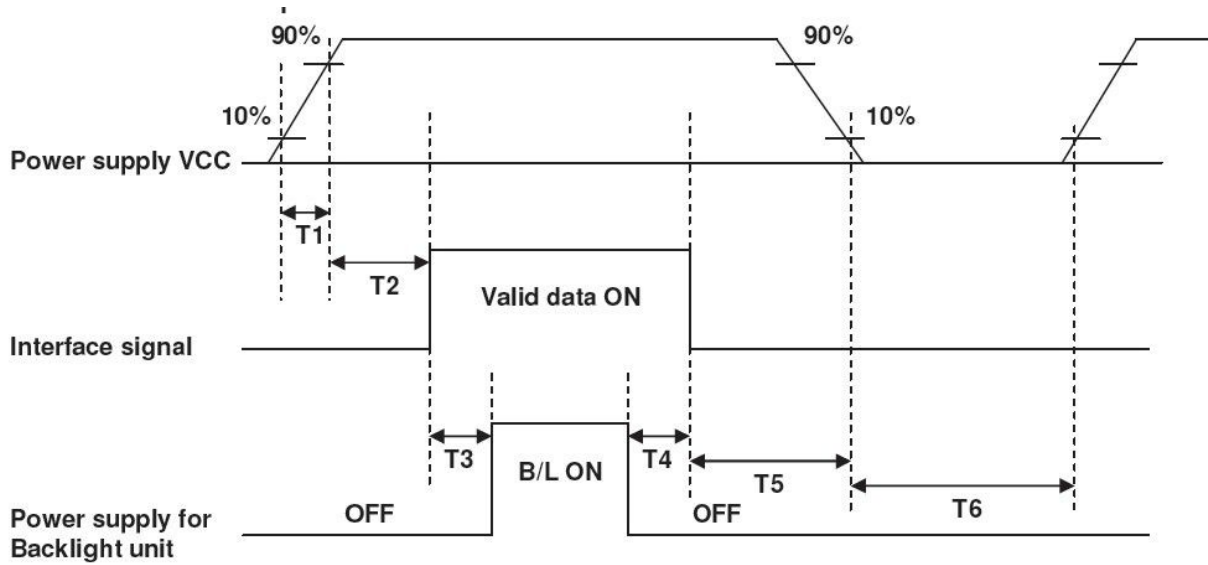 90%
90%
10%
10%
Power supply VCC
T1
T2
Valid data ON
Interface signal
T3
B/L ON
T4
T5
T6
OFF
OFF
Power supply for
Backlight unit